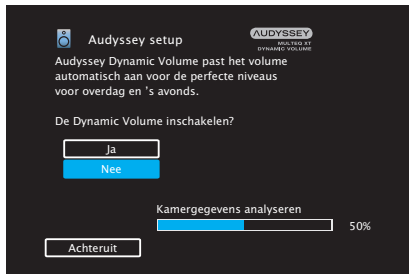 Audyssey setup
AUDYSSEY
MULTEQ XT
DYNAMIC VOLUME
Audyssey Dynamic Volume past het volume
automatisch aan voor de perfecte niveaus
voor overdag en ’s avonds.
De Dynamic Volume inschakelen?
Ja
Nee
Kamergegevens analyseren
50%
Achteruit